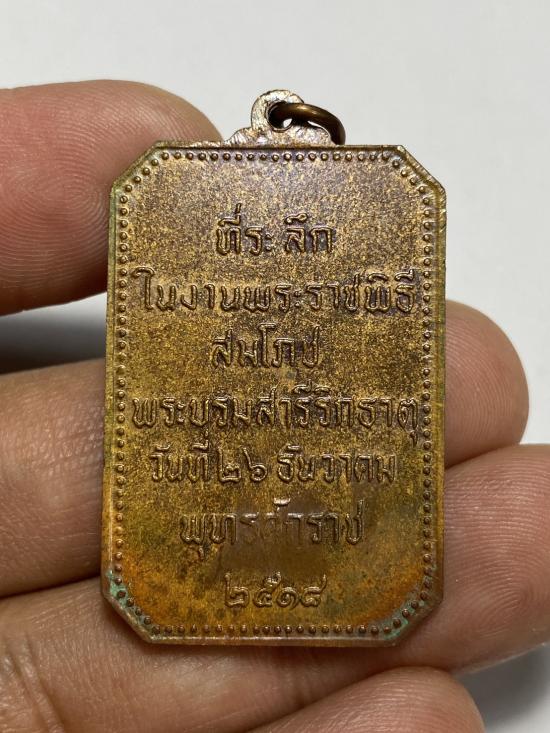 ที่ระลึก
ในงานพระราชพิธี
สมโภช
พระบรมสารีริกธาตุ
วันที่ ๒๖ ธันวาคม
พุทธศักราช
๒๕๑๘